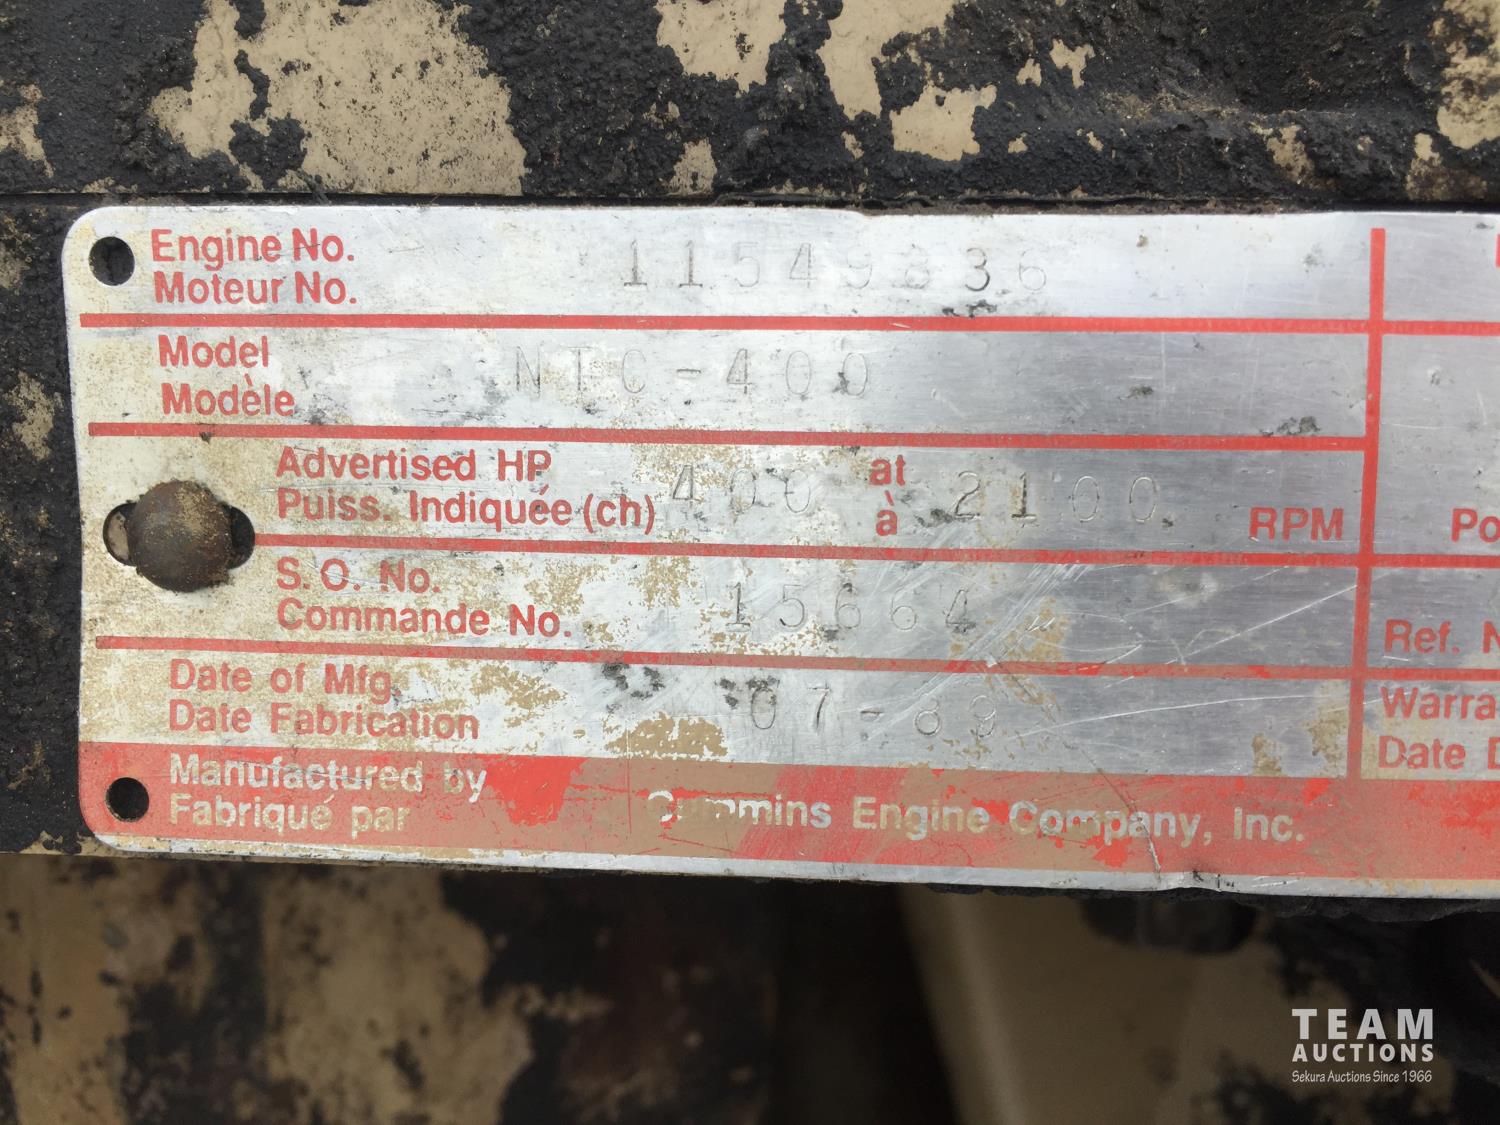 Engine No.
Moteur No.
11549836
Model
Modèle
NTC-400
Advertised HP
Puiss. Indiquée (ch)
400
at
à
2100
RPM
S.O. No.
Commande No.
15664
Ref. N
Date of Mfg.
Date Fabrication
07-89
Warra
Date D
Po
Manufactured by
Fabriqué par
Cummins Engine Company, Inc.
TEAM
AUCTIONS
Sekura Auctions Since 1966